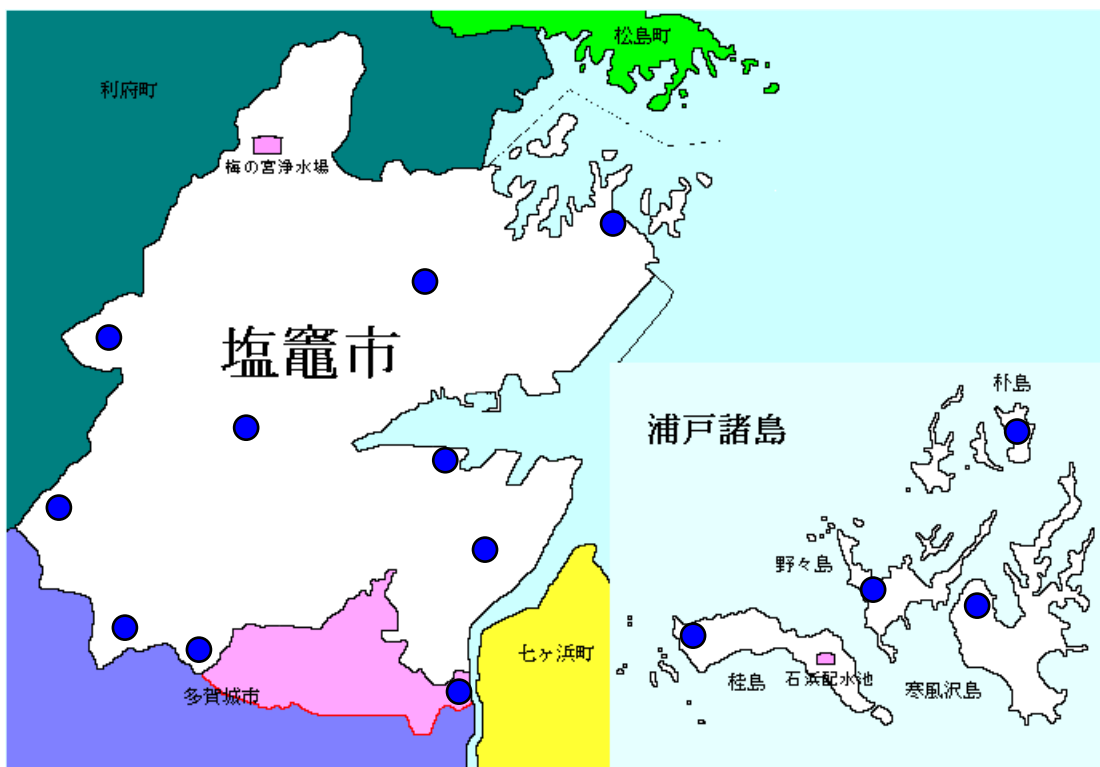 松島町
利府町
梅の宮浄水場
塩竈市
朴島
浦戸諸島
野々島
七ヶ浜町
桂島
石浜配水池
寒風沢島
多賀城市